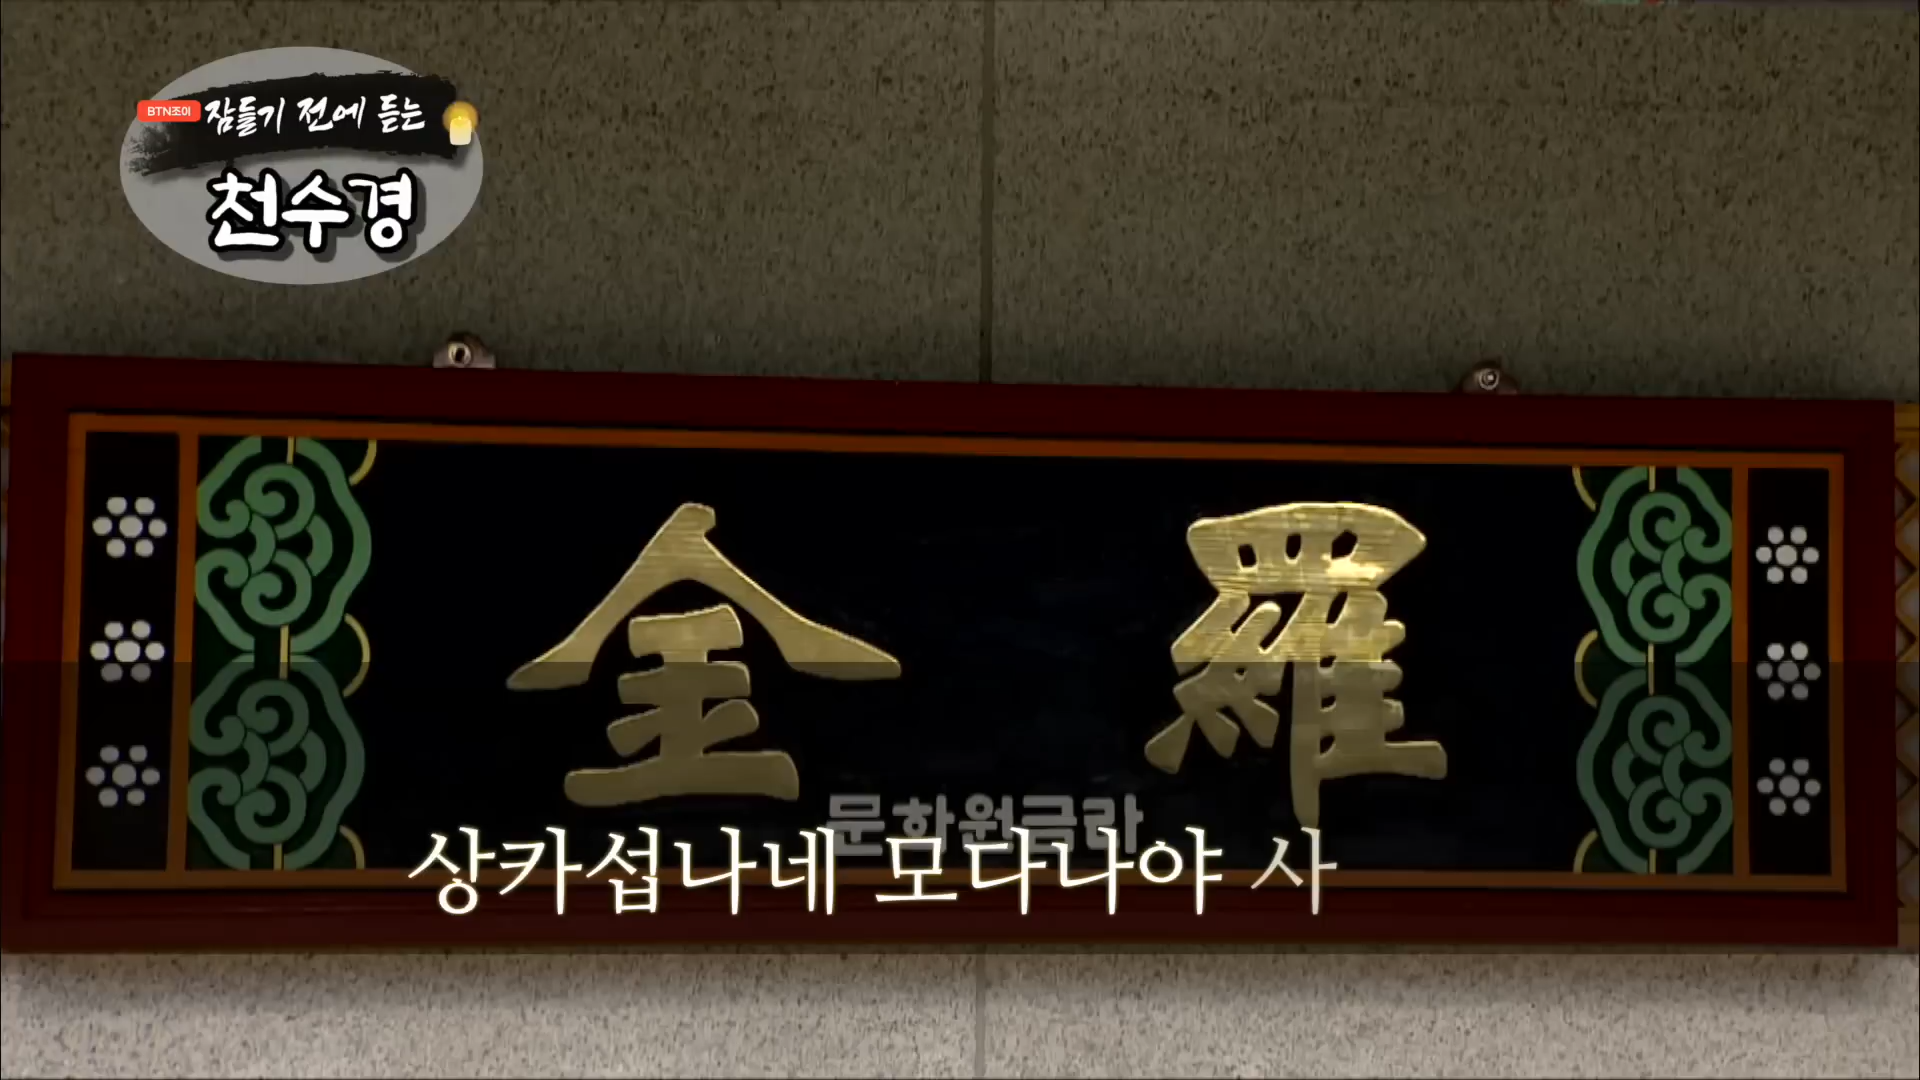 BTN조이 잠들기 전에 듣는
천수경
金 羅
문화원금라
상카섭나네 모다나야 사